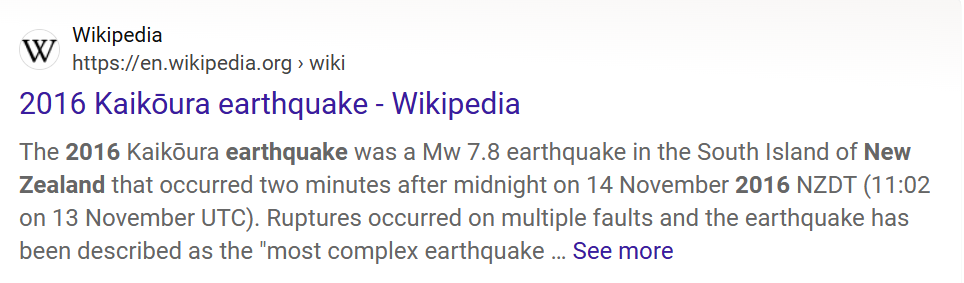 W
Wikipedia
https://en.wikipedia.org › wiki
2016 Kaikōura earthquake - Wikipedia
The 2016 Kaikōura earthquake was a Mw 7.8 earthquake in the South Island of New
Zealand that occurred two minutes after midnight on 14 November 2016 NZDT (11:02
on 13 November UTC). Ruptures occurred on multiple faults and the earthquake has
been described as the "most complex earthquake ... See more